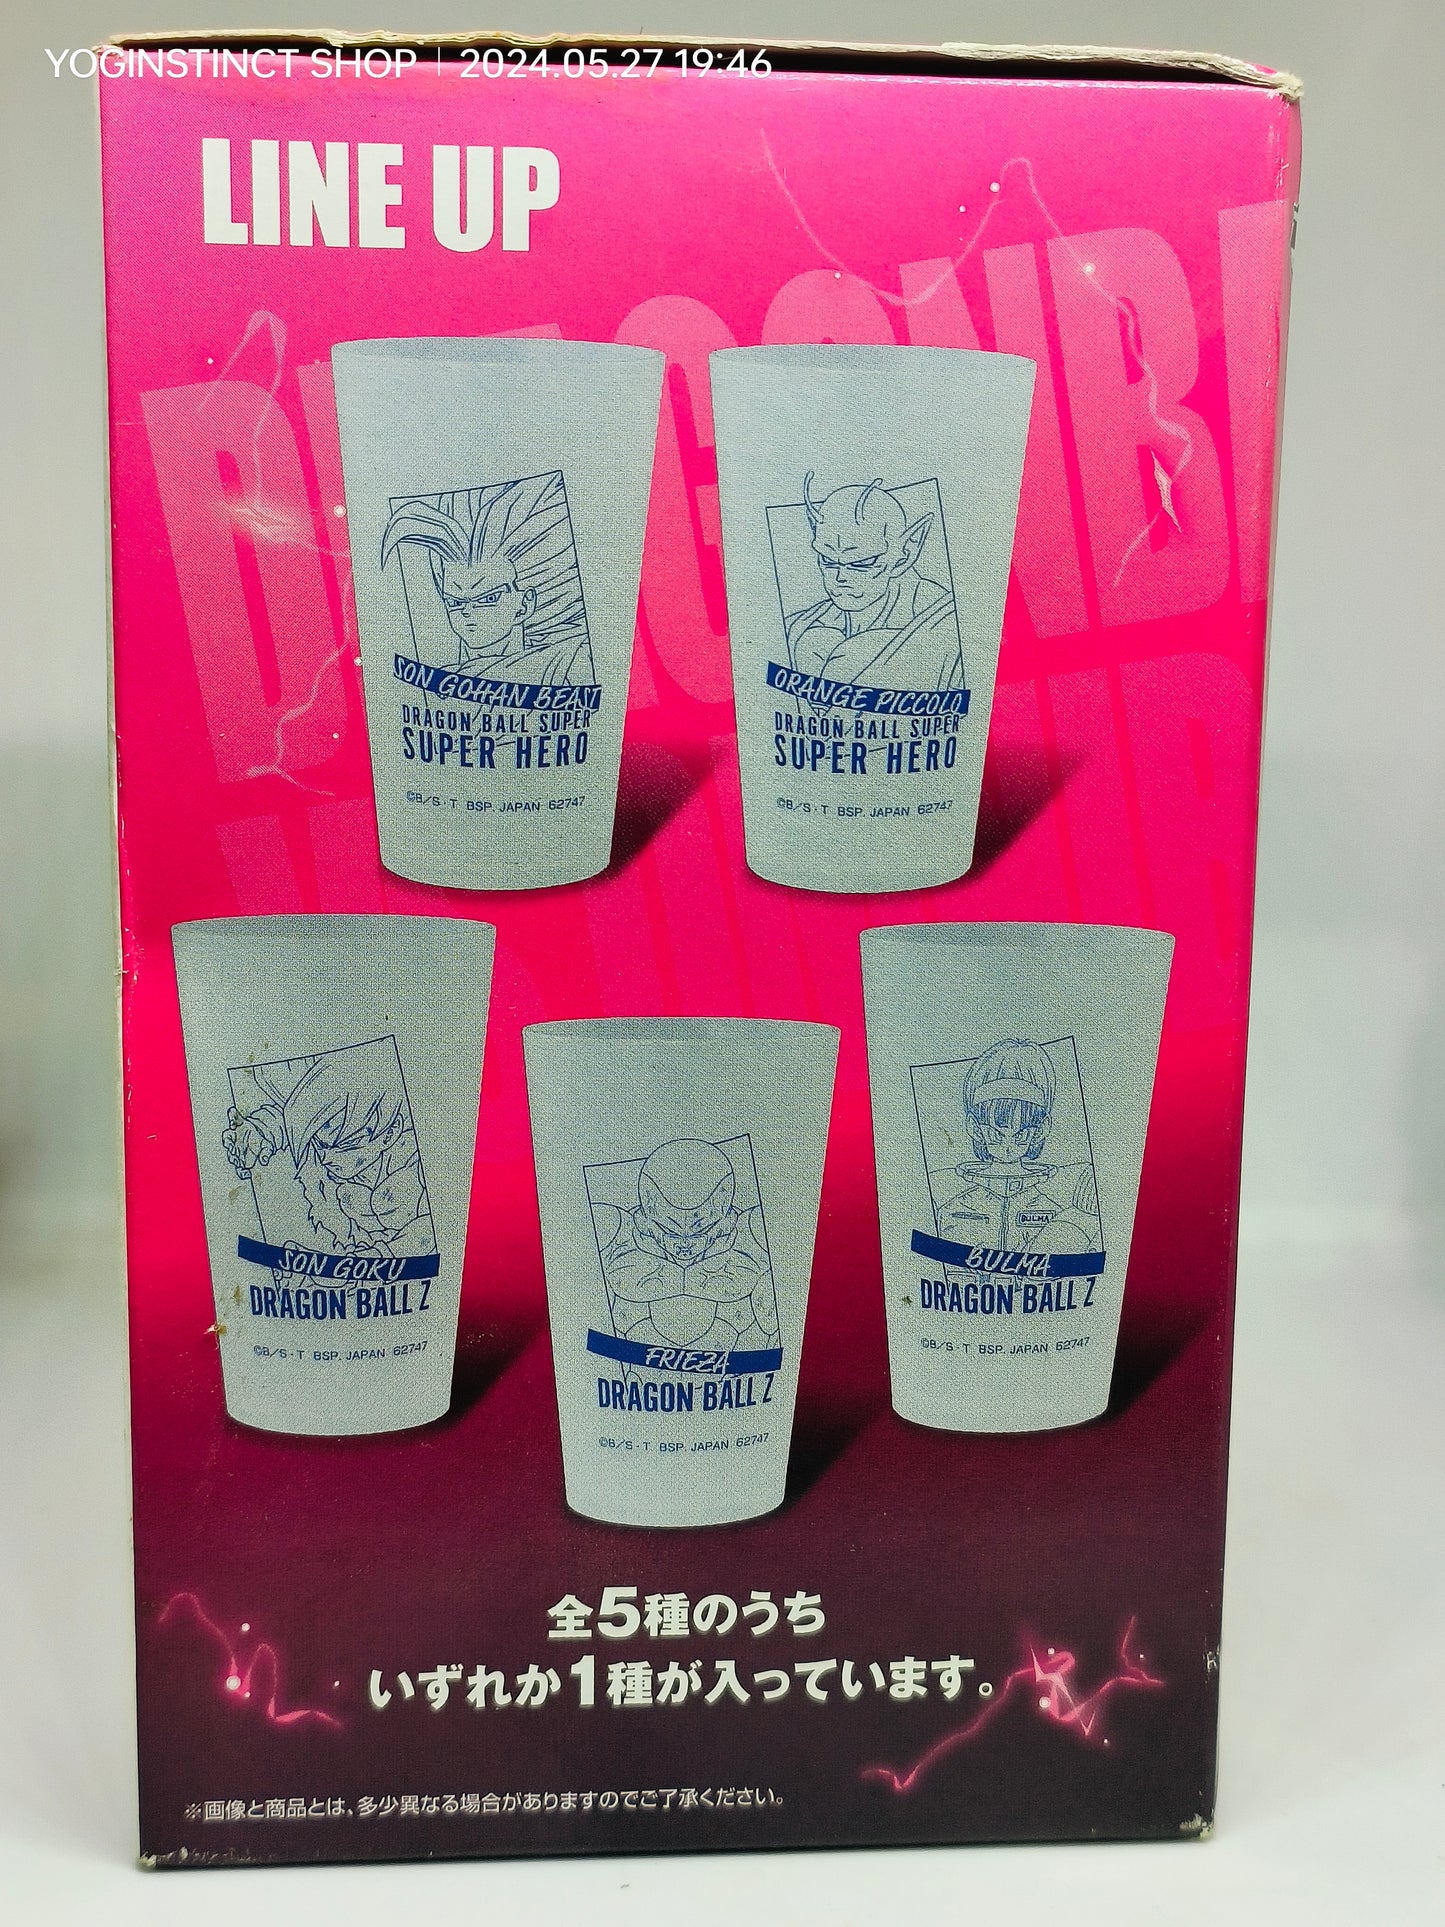 YOGINSTINCT SHOP | 2024.05.27 19:46
LINE UP
SON GOHAN BEAST
DRAGON BALL SUPER
SUPER HERO
©B/S・T BSP. JAPAN 62747
ORANGE PICCOLO
DRAGON BALL SUPER
SUPER HERO
©B/S・T BSP. JAPAN 62747
SON GOKU
DRAGON BALL Z
©B/S・T BSP. JAPAN 62747
FRIEZA
DRAGON BALL Z
©B/S・T BSP. JAPAN 62747
BULMA
BULMA
DRAGON BALL Z
©B/S・T BSP. JAPAN 62747
全5種のうち
いずれか1種が入っています。
※画像と商品とは、多少異なる場合がありますのでご了承ください。